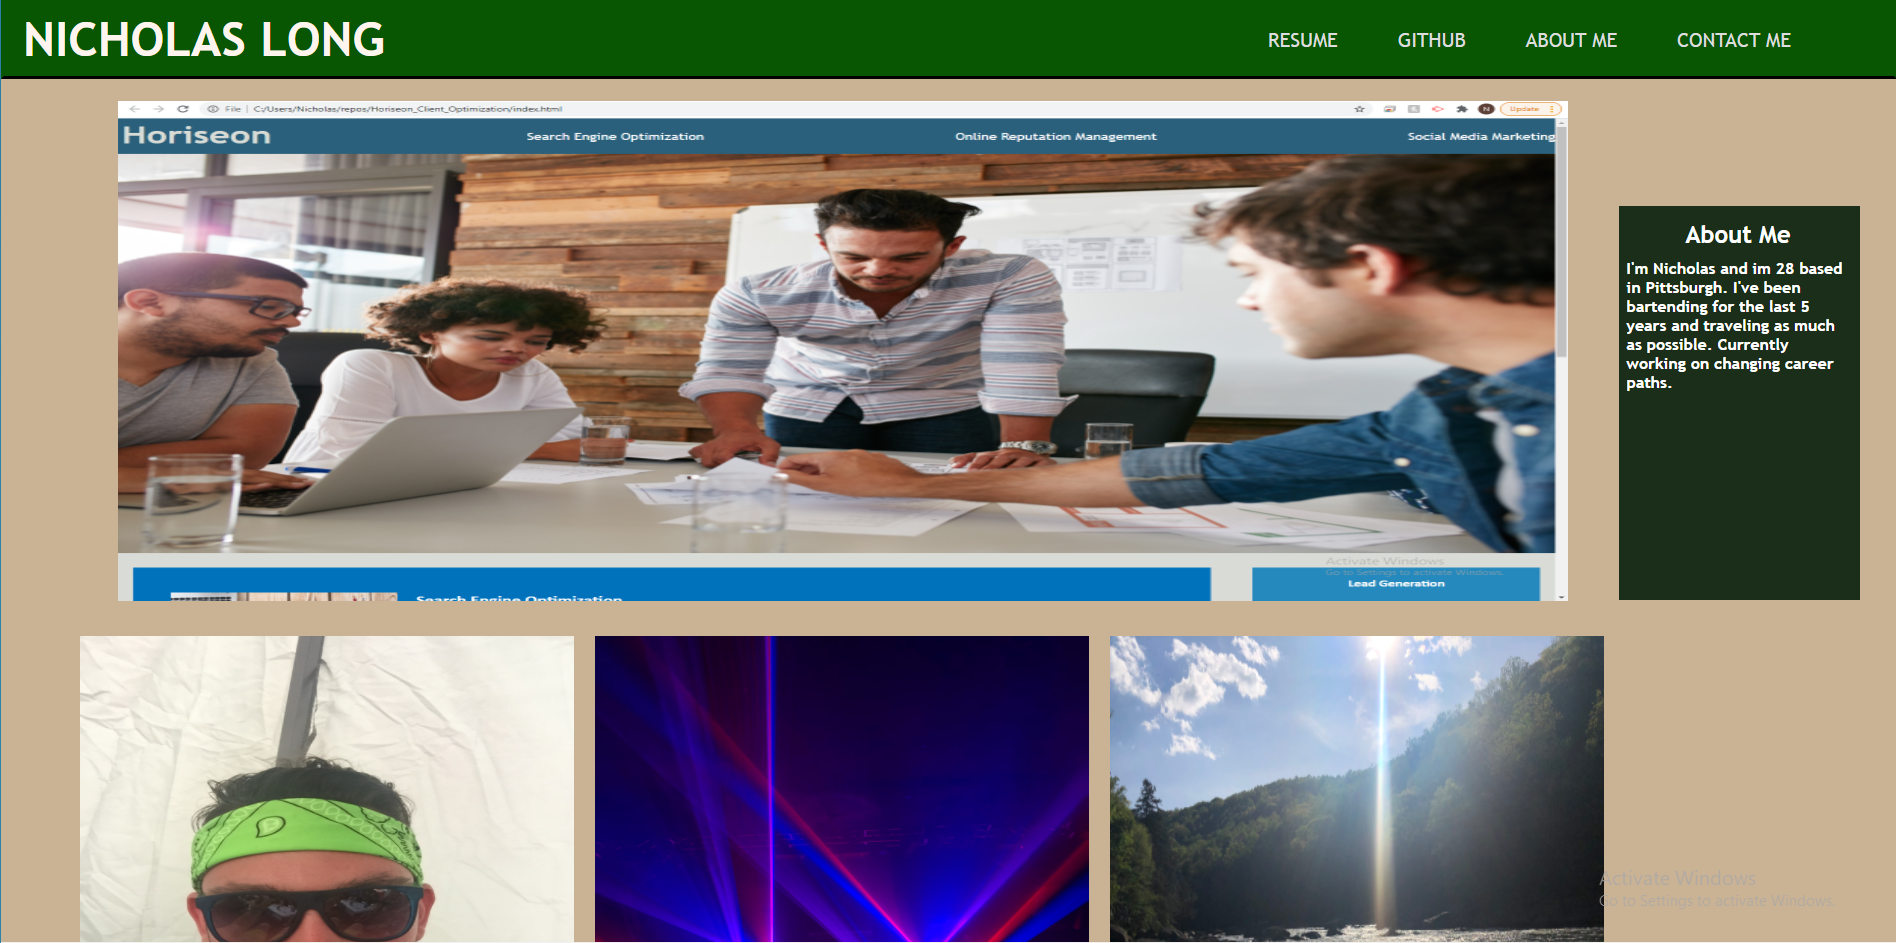 NICHOLAS LONG
RESUME GITHUB ABOUT ME CONTACT ME
File | C:/Users/Nicholas/repos/Horiseon_Client_Optimization/index.html
N Update
Horiseon Search Engine Optimization Online Reputation Management Social Media Marketing
About Me
I'm Nicholas and im 28 based
in Pittsburgh. I've been
bartending for the last 5
years and traveling as much
as possible. Currently
working on changing career
paths.
Activate Windows
Go to Settings to activate Windows.
Lead Generation
Search Engine Optimization
Activate Windows
Go to Settings to activate Windows.